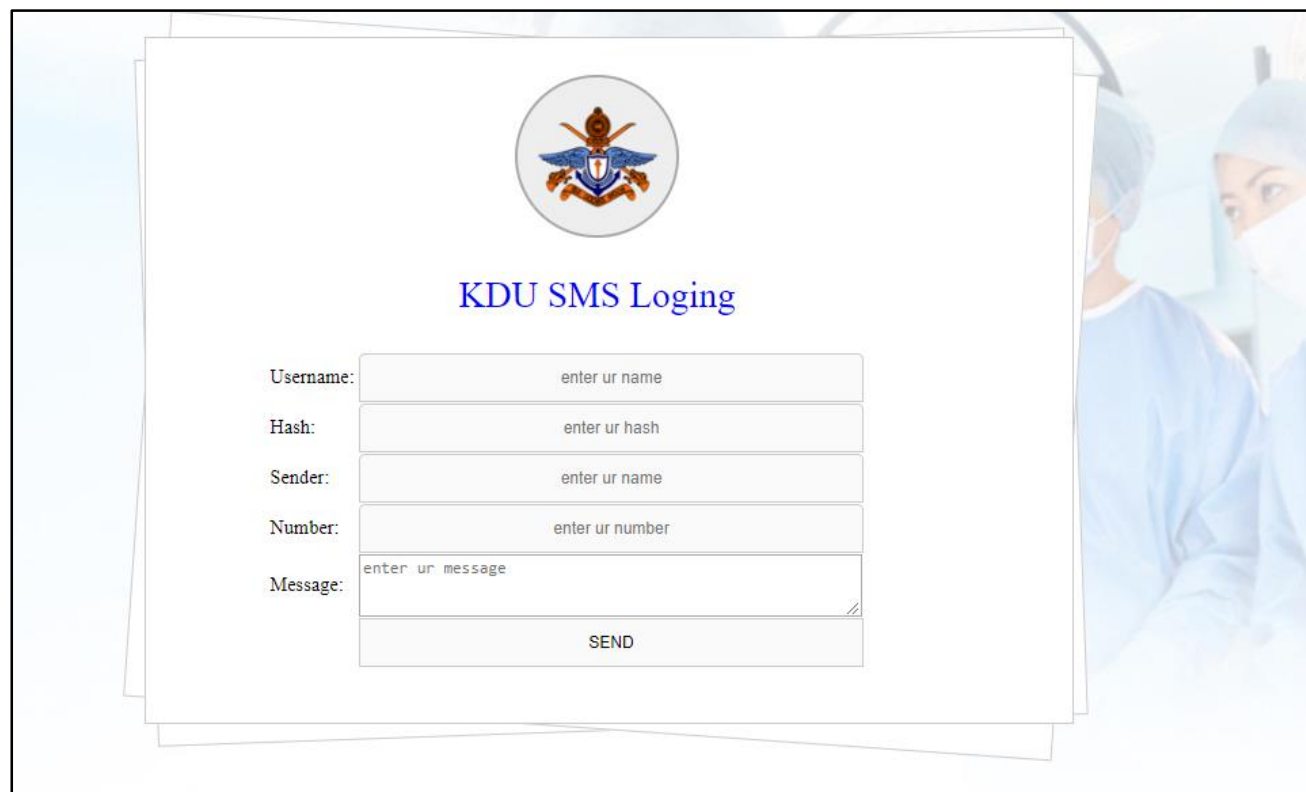 KDU SMS Loging
Username: enter ur name
Hash: enter ur hash
Sender: enter ur name
Number: enter ur number
Message: enter ur message
SEND